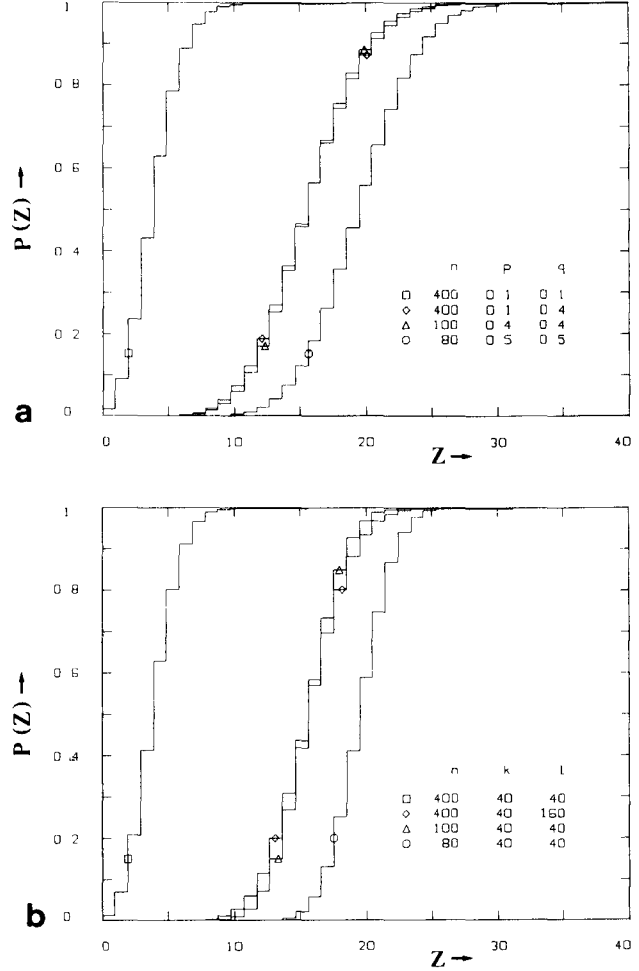 1
0 8
0 6
0 4
0 2
0
P(Z) →
n p q
□ 400 0 1 0 1
◇ 400 0 1 0 4
△ 100 0 4 0 4
○ 80 0 5 0 5
a
0 10 20 30 40
Z →
1
0 8
0 6
0 4
0 2
0
P(Z) →
n k l
□ 400 40 40
◇ 400 40 160
△ 100 40 40
○ 80 40 40
b
0 10 20 30 40
Z →